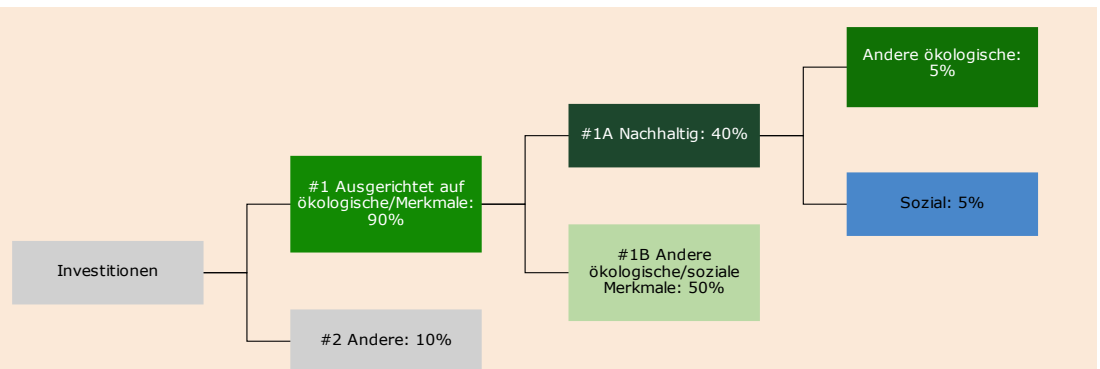 Investitionen
#1 Ausgerichtet auf
ökologische/Merkmale:
90%
#2 Andere: 10%
#1A Nachhaltig: 40%
#1B Andere
ökologische/soziale
Merkmale: 50%
Andere ökologische:
5%
Sozial: 5%